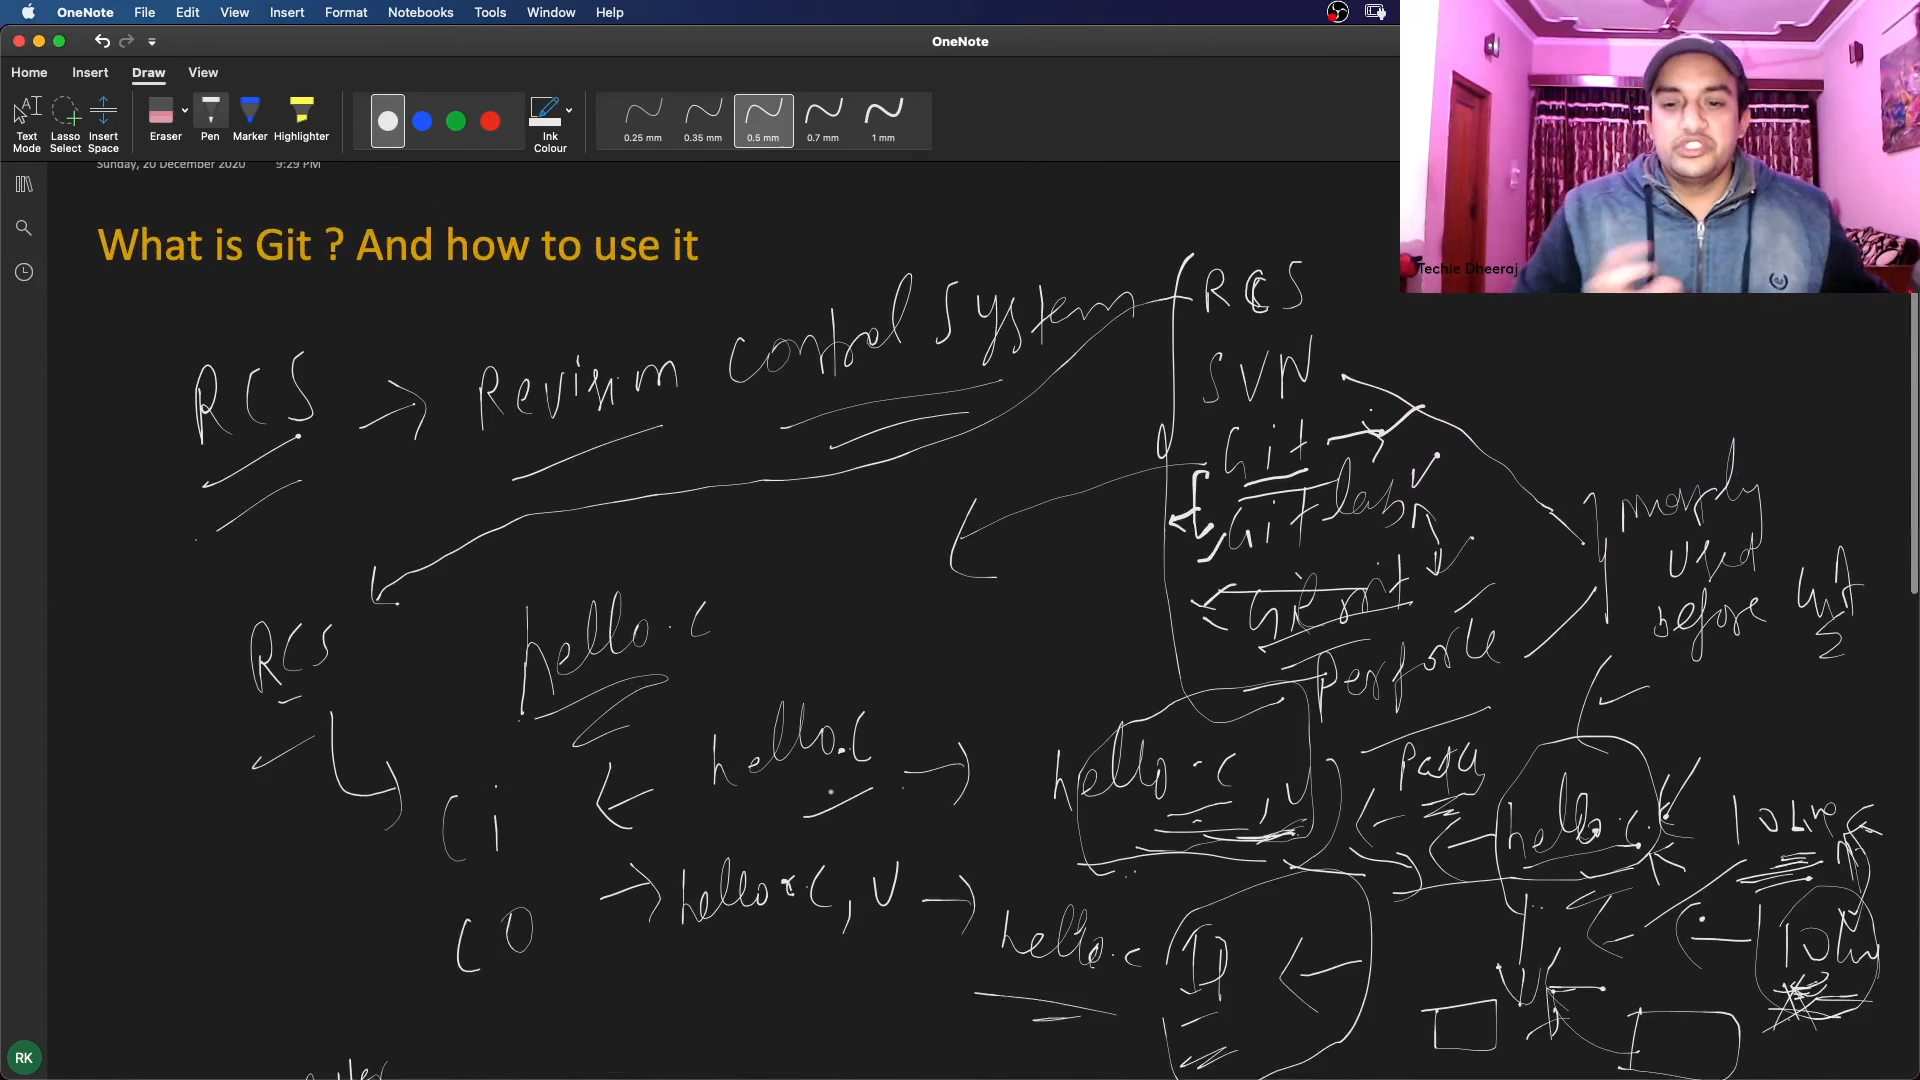 OneNote File Edit View Insert Format Notebooks Tools Window Help
OneNote
Home Insert Draw View
Text Mode
Lasso Select
Insert Space
Eraser
Pen
Marker
Highlighter
Ink Colour
0.25 mm
0.35 mm
0.5 mm
0.7 mm
1 mm
Techie Dheeraj
Sunday, 20 December 2020 9:29 PM
What is Git ? And how to use it
RCS → Revision Control System
RCS
SVN
Git
Gitlab
Gerrit
Perforce
mostly
used
before Git
RCS
hello.c
Ci ← hello.c → hello.c,v
hello.c
10 Line
CO → hello.c,v → hello.c
RK